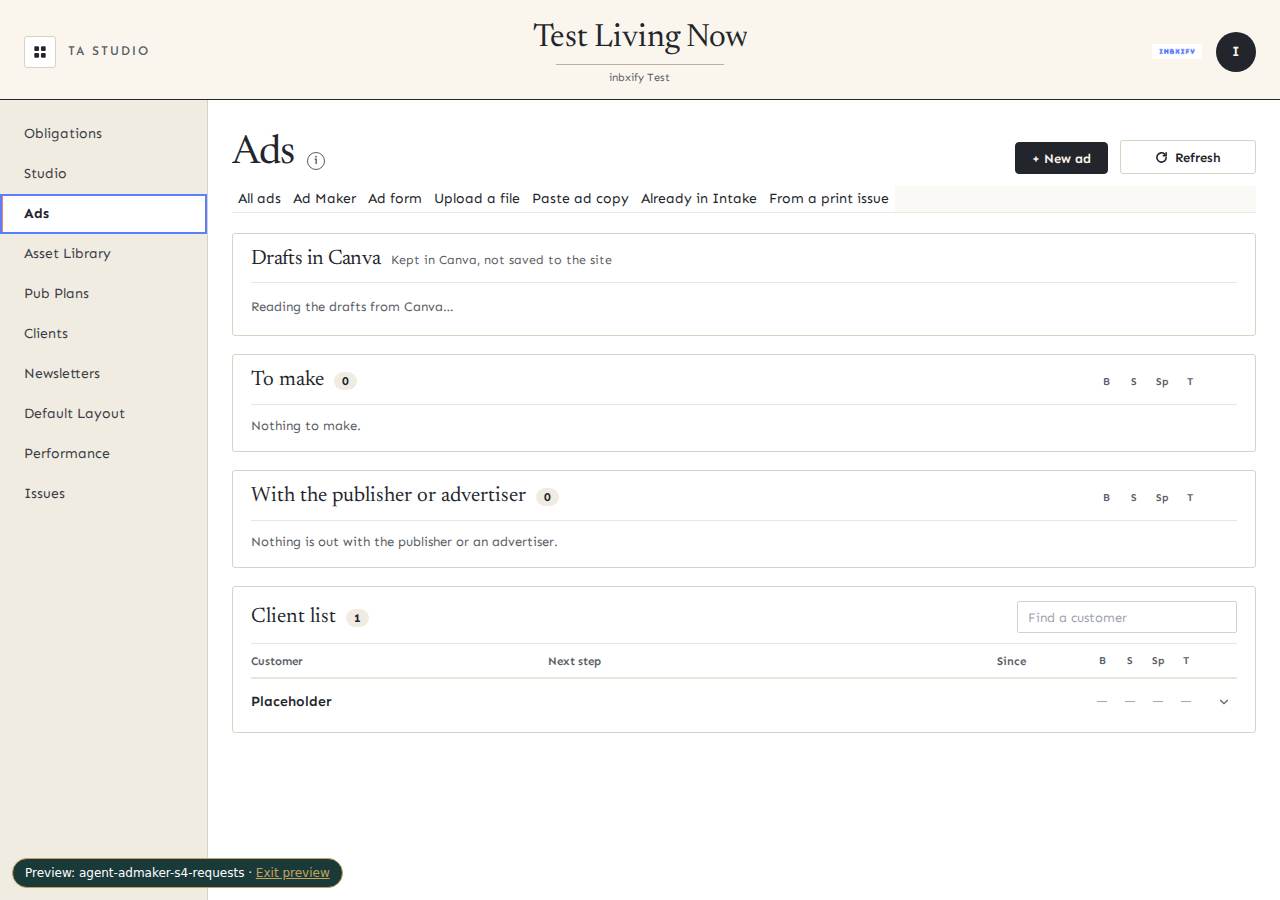 TA STUDIO
Test Living Now
inbxify Test
INBXIFY
I
Obligations
Studio
Ads
Asset Library
Pub Plans
Clients
Newsletters
Default Layout
Performance
Issues
Ads
i
+ New ad
Refresh
All ads Ad Maker Ad form Upload a file Paste ad copy Already in Intake From a print issue
Drafts in Canva Kept in Canva, not saved to the site
Reading the drafts from Canva...
To make 0 B S Sp T
Nothing to make.
With the publisher or advertiser 0 B S Sp T
Nothing is out with the publisher or an advertiser.
Client list 1 Find a customer
Customer Next step Since B S Sp T
Placeholder — — — —
Preview: agent-admaker-s4-requests · Exit preview